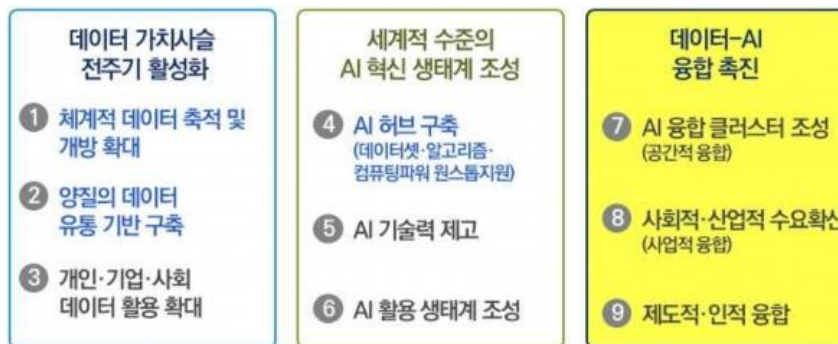 데이터 가치사슬
전주기 활성화
1 체계적 데이터 축적 및
개방 확대
2 양질의 데이터
유통 기반 구축
3 개인·기업·사회
데이터 활용 확대
세계적 수준의
AI 혁신 생태계 조성
4 AI 허브 구축
(데이터셋·알고리즘·
컴퓨팅파워 원스톱지원)
5 AI 기술력 제고
6 AI 활용 생태계 조성
데이터-AI
융합 촉진
7 AI 융합 클러스터 조성
(공간적 융합)
8 사회적·산업적 수요확산
(사업적 융합)
9 제도적·인적 융합